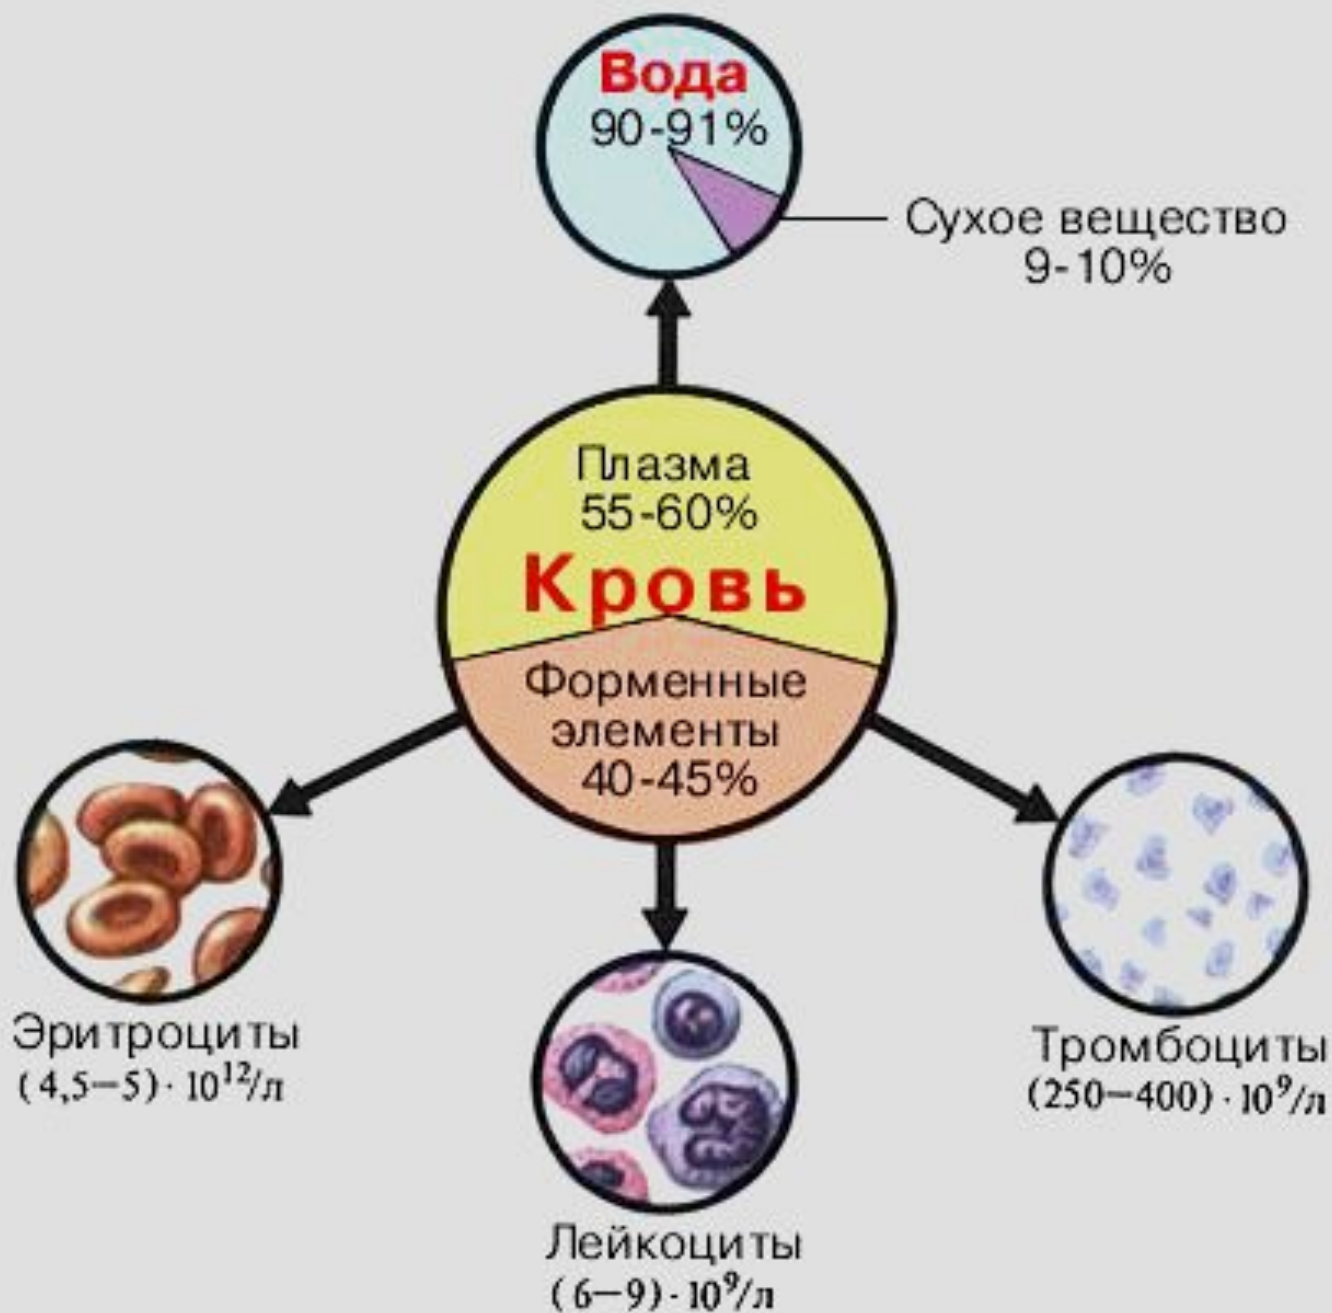 Вода
90-91%
Сухое вещество
9-10%
Плазма
55-60%
Кровь
Форменные
элементы
40-45%
Эритроциты
(4,5—5) · 10¹²/л
Тромбоциты
(250—400) · 10⁹/л
Лейкоциты
(6—9) · 10⁹/л